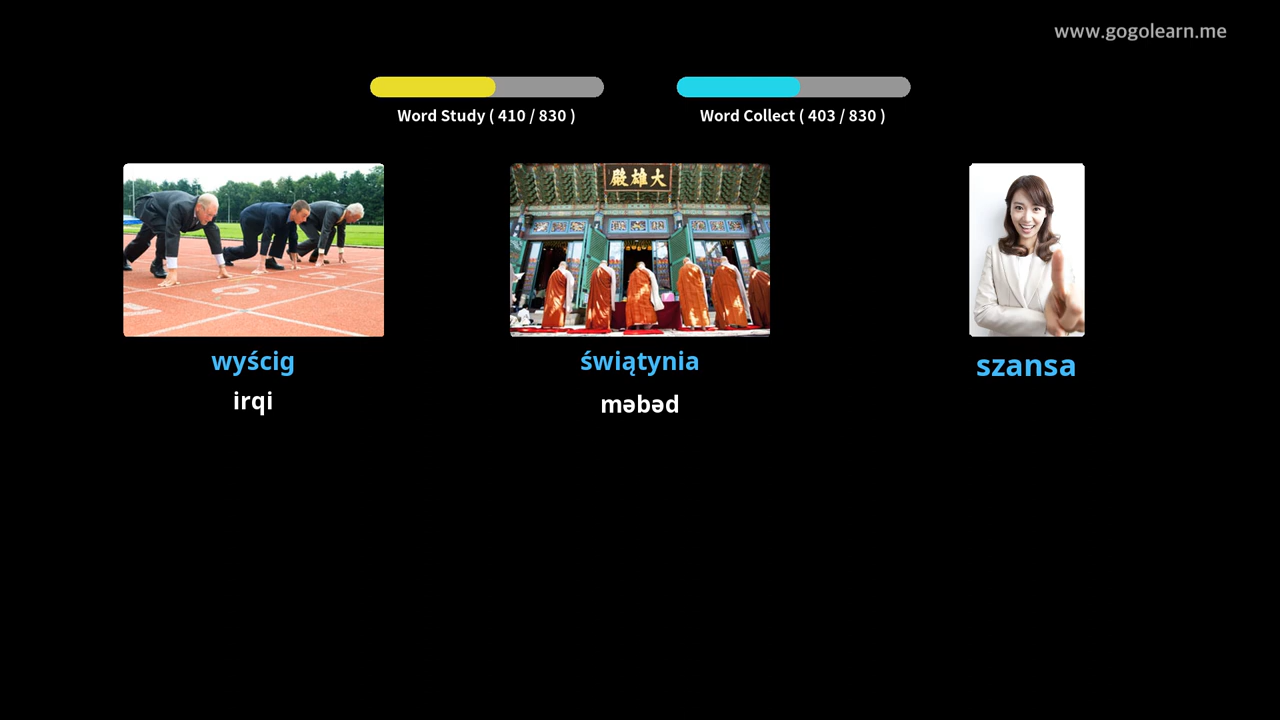 www.gogolearn.me
Word Study ( 410 / 830 )
Word Collect ( 403 / 830 )
殿雄大
wyścig
świątynia
szansa
irqi
məbəd